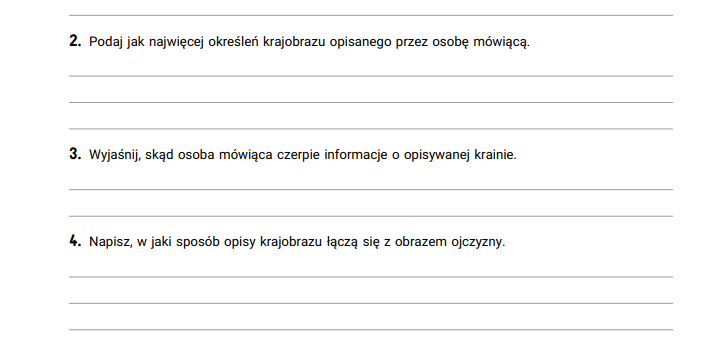 2. Podaj jak najwięcej określeń krajobrazu opisanego przez osobę mówiącą.
3. Wyjaśnij, skąd osoba mówiąca czerpie informacje o opisywanej krainie.
4. Napisz, w jaki sposób opisy krajobrazu łączą się z obrazem ojczyzny.